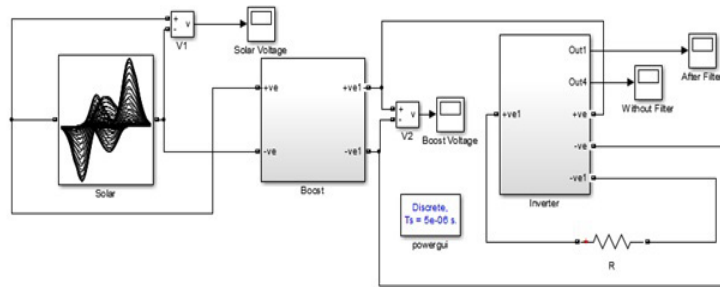 +
-
v
V1
Solar Voltage
Solar
+ve
-ve
+ve1
-ve1
Boost
+
-
v
V2
Boost Voltage
Discrete,
Ts = 5e-06 s.
powergui
+ve1
Out1
Out4
+ve
-ve
-ve1
Inverter
After Filter
Without Filter
+
R